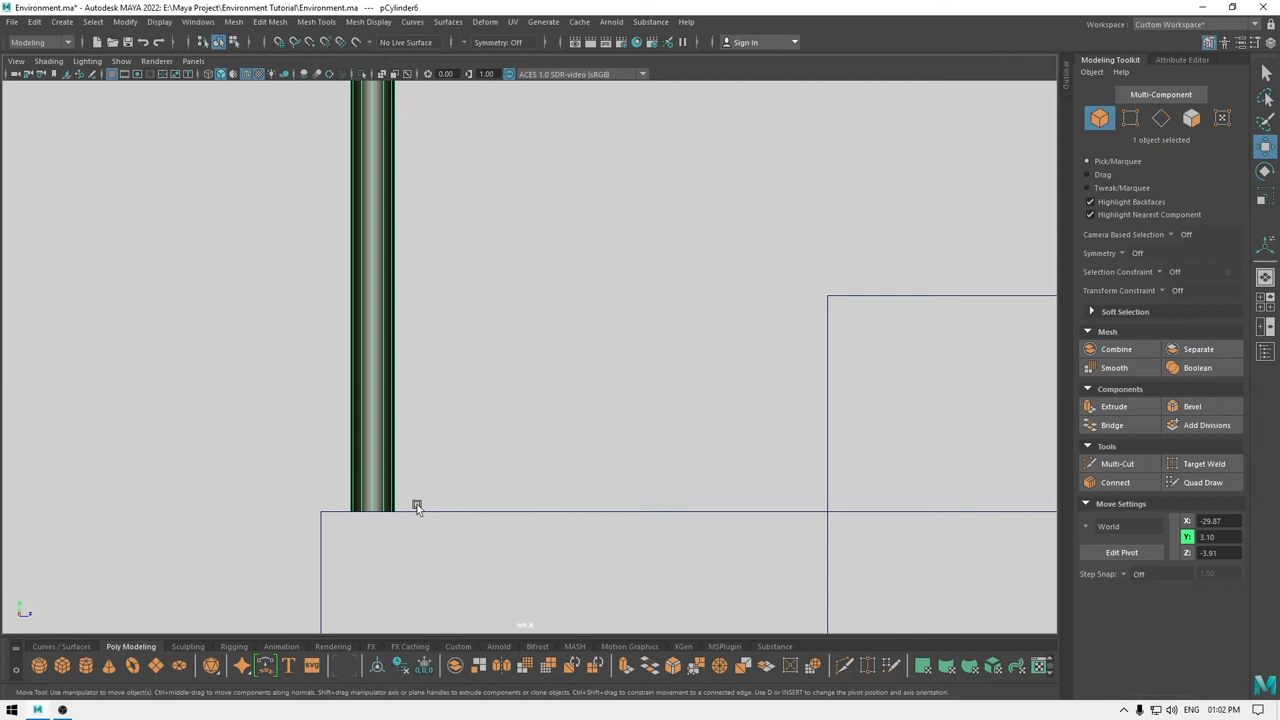 Environment.ma* - Autodesk MAYA 2022: E:\Maya Project\Environment Tutorial\Environment.ma --- pCylinder6
File Edit Create Select Modify Display Windows Mesh Edit Mesh Mesh Tools Mesh Display Curves Surfaces Deform UV Generate Cache Arnold Substance Help
Workspace : Custom Workspace*
Modeling No Live Surface Symmetry: Off Sign In
View Shading Lighting Show Renderer Panels
0.00 1.00 ACES 1.0 SDR-video (sRGB)
Outliner
Modeling Toolkit Attribute Editor
Object Help
Multi-Component
1 object selected
Pick/Marquee
Drag
Tweak/Marquee
Highlight Backfaces
Highlight Nearest Component
Camera Based Selection Off
Symmetry Off
Selection Constraint Off 0
Transform Constraint Off
Soft Selection
Mesh
Combine Separate
Smooth Boolean
Components
Extrude Bevel
Bridge Add Divisions
Tools
Multi-Cut Target Weld
Connect Quad Draw
Move Settings
World X: -29.87
Y: 3.10
Edit Pivot Z: -3.91
Step Snap: Off 1.00
y
z
left X
Curves / Surfaces Poly Modeling Sculpting Rigging Animation Rendering FX FX Caching Custom Arnold Bifrost MASH Motion Graphics XGen MSPlugin Substance
T svg 0,0,0
Move Tool: Use manipulator to move object(s). Ctrl+middle-drag to move components along normals. Shift+drag manipulator axis or plane handles to extrude components or clone objects. Ctrl+Shift+drag to constrain movement to a connected edge. Use D or INSERT to change the pivot position and axis orientation.
ENG 01:02 PM